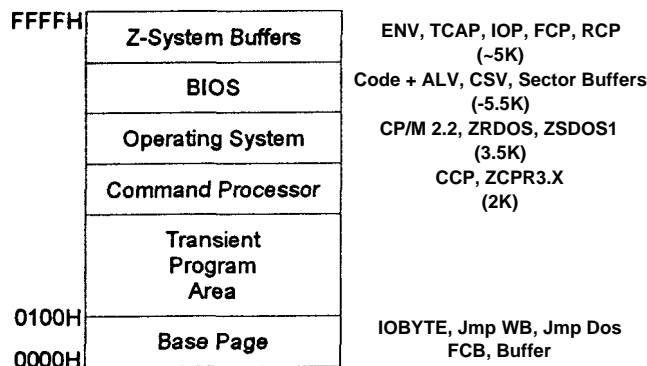 FFFFH
Z-System Buffers
ENV, TCAP, IOP, FCP, RCP
(~5K)
BIOS
Code + ALV, CSV, Sector Buffers
(-5.5K)
Operating System
CP/M 2.2, ZRDOS, ZSDOS1
(3.5K)
Command Processor
CCP, ZCPR3.X
(2K)
Transient
Program
Area
0100H
Base Page
IOBYTE, Jmp WB, Jmp Dos
FCB, Buffer
0000H